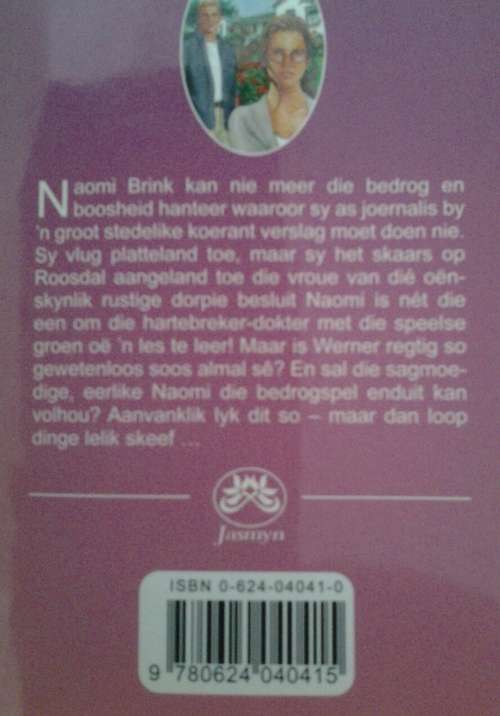 Naomi Brink kan nie meer die bedrog en
boosheid hanteer waaroor sy as joernalis by
'n groot stedelike koerant verslag moet doen nie.
Sy vlug platteland toe, maar sy het skaars op
Roosdal aangeland toe die vroue van dié oën-
skynlik rustige dorpie besluit Naomi is nét die
een om die hartebreker-dokter met die speelse
groen oë 'n les te leer! Maar is Werner regtig so
gewetenloos soos almal sê? En sal die sagmoe-
dige, eerlike Naomi die bedrogspel enduit kan
volhou? Aanvanklik lyk dit so – maar dan loop
dinge lelik skeef ...
Jasmyn
ISBN 0-624-04041-0
9 780624 040415